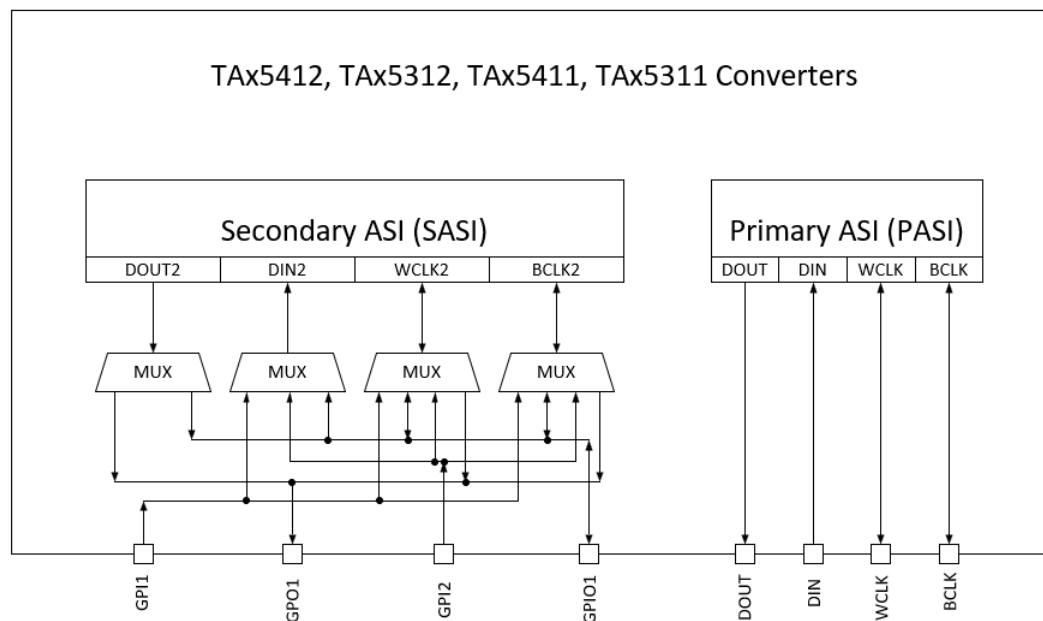 TAx5412, TAx5312, TAx5411, TAx5311 Converters
Secondary ASI (SASI)
DOUT2 DIN2 WCLK2 BCLK2
Primary ASI (PASI)
DOUT DIN WCLK BCLK
MUX MUX MUX MUX
GPI1 GPO1 GPI2 GPIO1 DOUT DIN WCLK BCLK